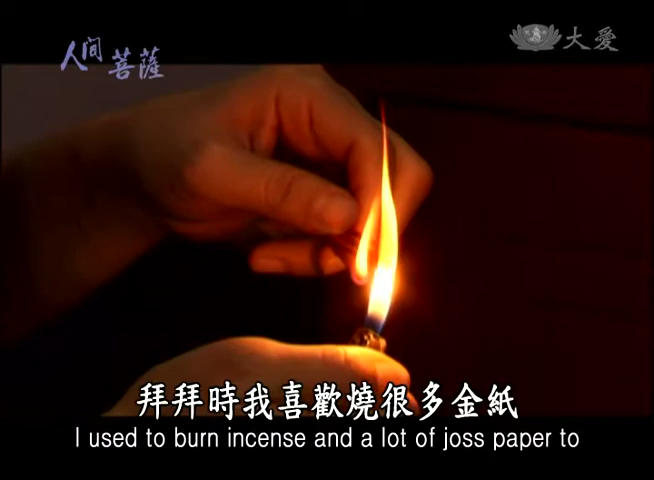 人间菩薩
大愛
拜拜時我喜歡燒很多金紙
I used to burn incense and a lot of joss paper to